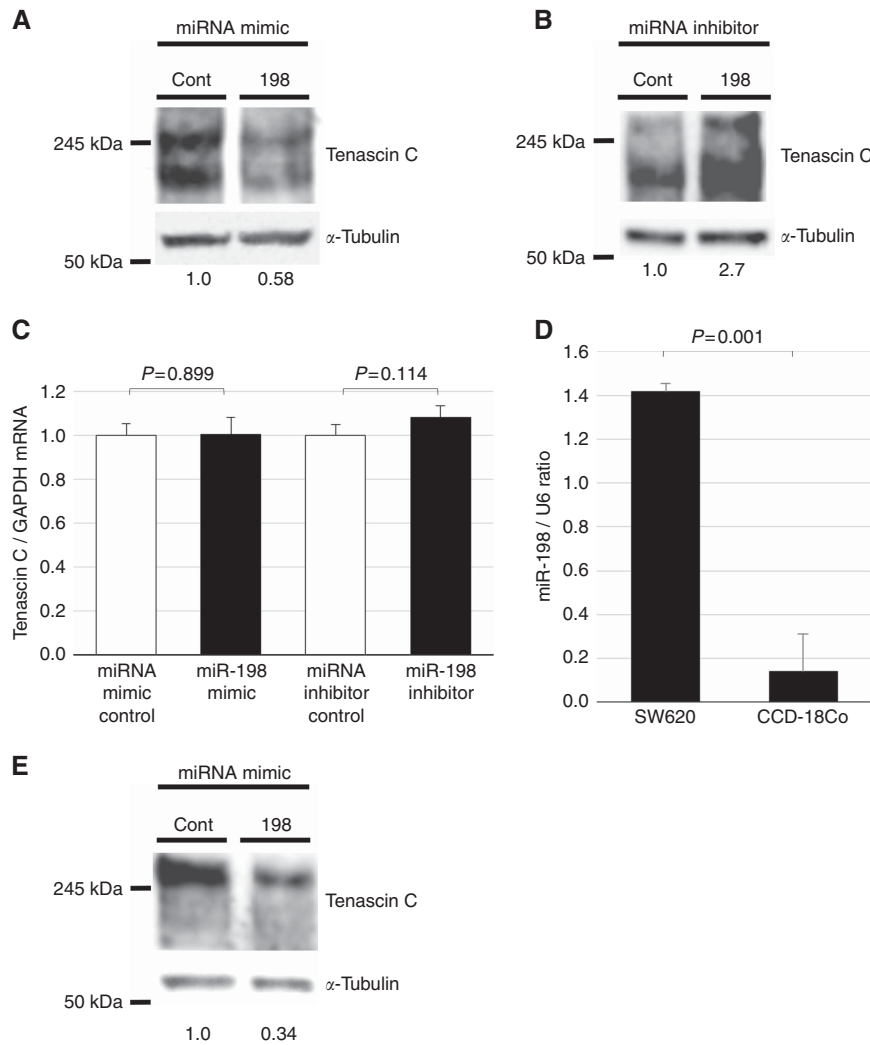 A
miRNA mimic
Cont 198
245 kDa
Tenascin C
α-Tubulin
50 kDa
1.0 0.58
B
miRNA inhibitor
Cont 198
245 kDa
Tenascin C
α-Tubulin
50 kDa
1.0 2.7
C
P=0.899
P=0.114
Tenascin C / GAPDH mRNA
1.2
1.0
0.8
0.6
0.4
0.2
0.0
miRNA mimic control
miR-198 mimic
miRNA inhibitor control
miR-198 inhibitor
D
P=0.001
miR-198 / U6 ratio
1.6
1.4
1.2
1.0
0.8
0.6
0.4
0.2
0.0
SW620
CCD-18Co
E
miRNA mimic
Cont 198
245 kDa
Tenascin C
α-Tubulin
50 kDa
1.0 0.34